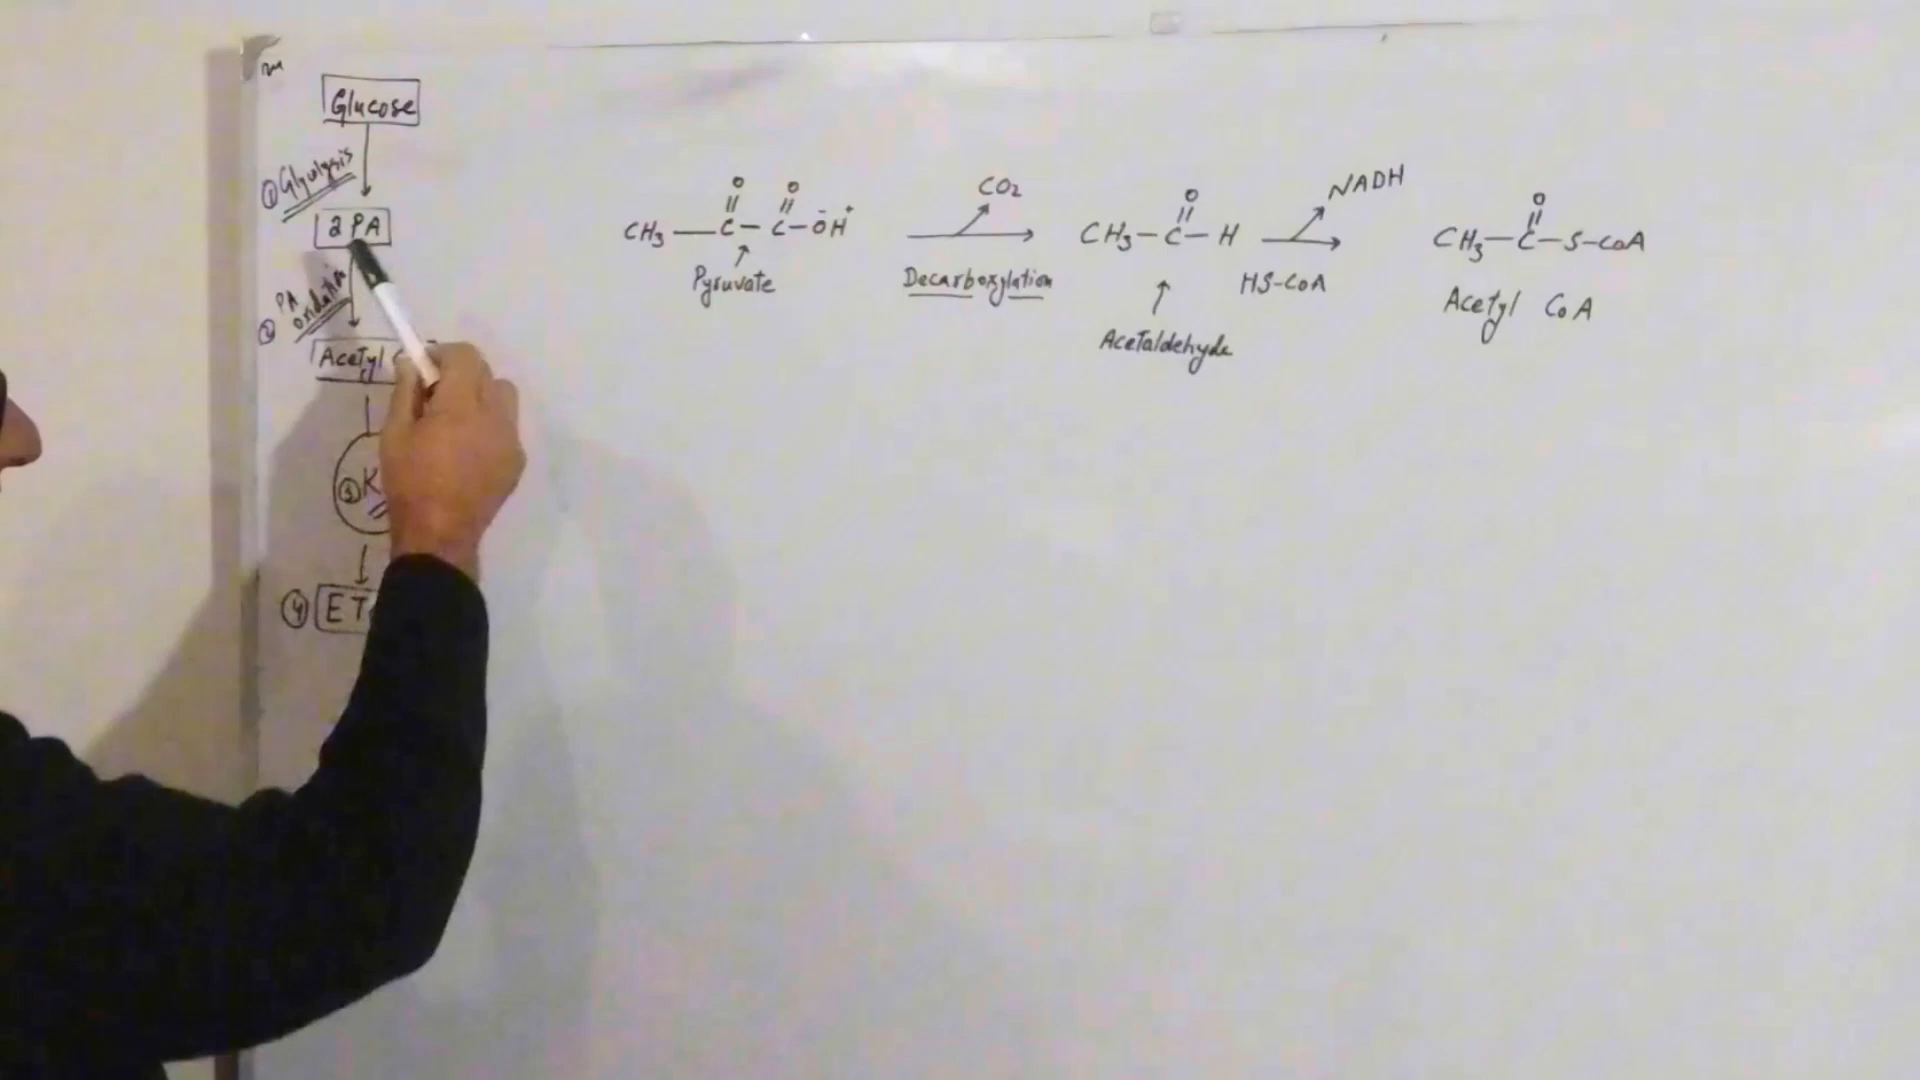 Glucose
① Glycolysis
2 PA
② PA oxidation
Acetyl
③ K
④ ET
O O
CH3 — C — C — ŌH+
Pyruvate
CO2
Decarboxylation
O
CH3 — C — H
Acetaldehyde
NADH
HS-CoA
O
CH3 — C — S-CoA
Acetyl CoA